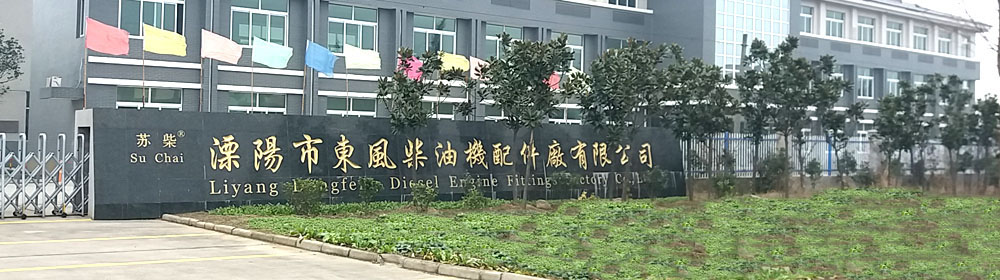 苏柴®
Su Chai
溧陽市東風柴油機配件廠有限公司
Liyang Diesel Engine Fittings